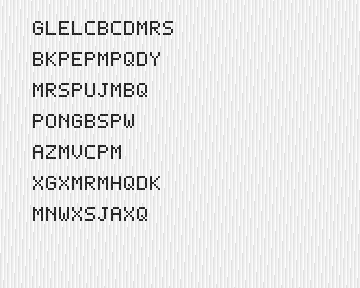 GLELCBCDMRS
BKPEPMPQDY
MRSPUJMBQ
PONGBSPW
AZMVCPM
XGXMRMHQDK
MNWXSJAXQ